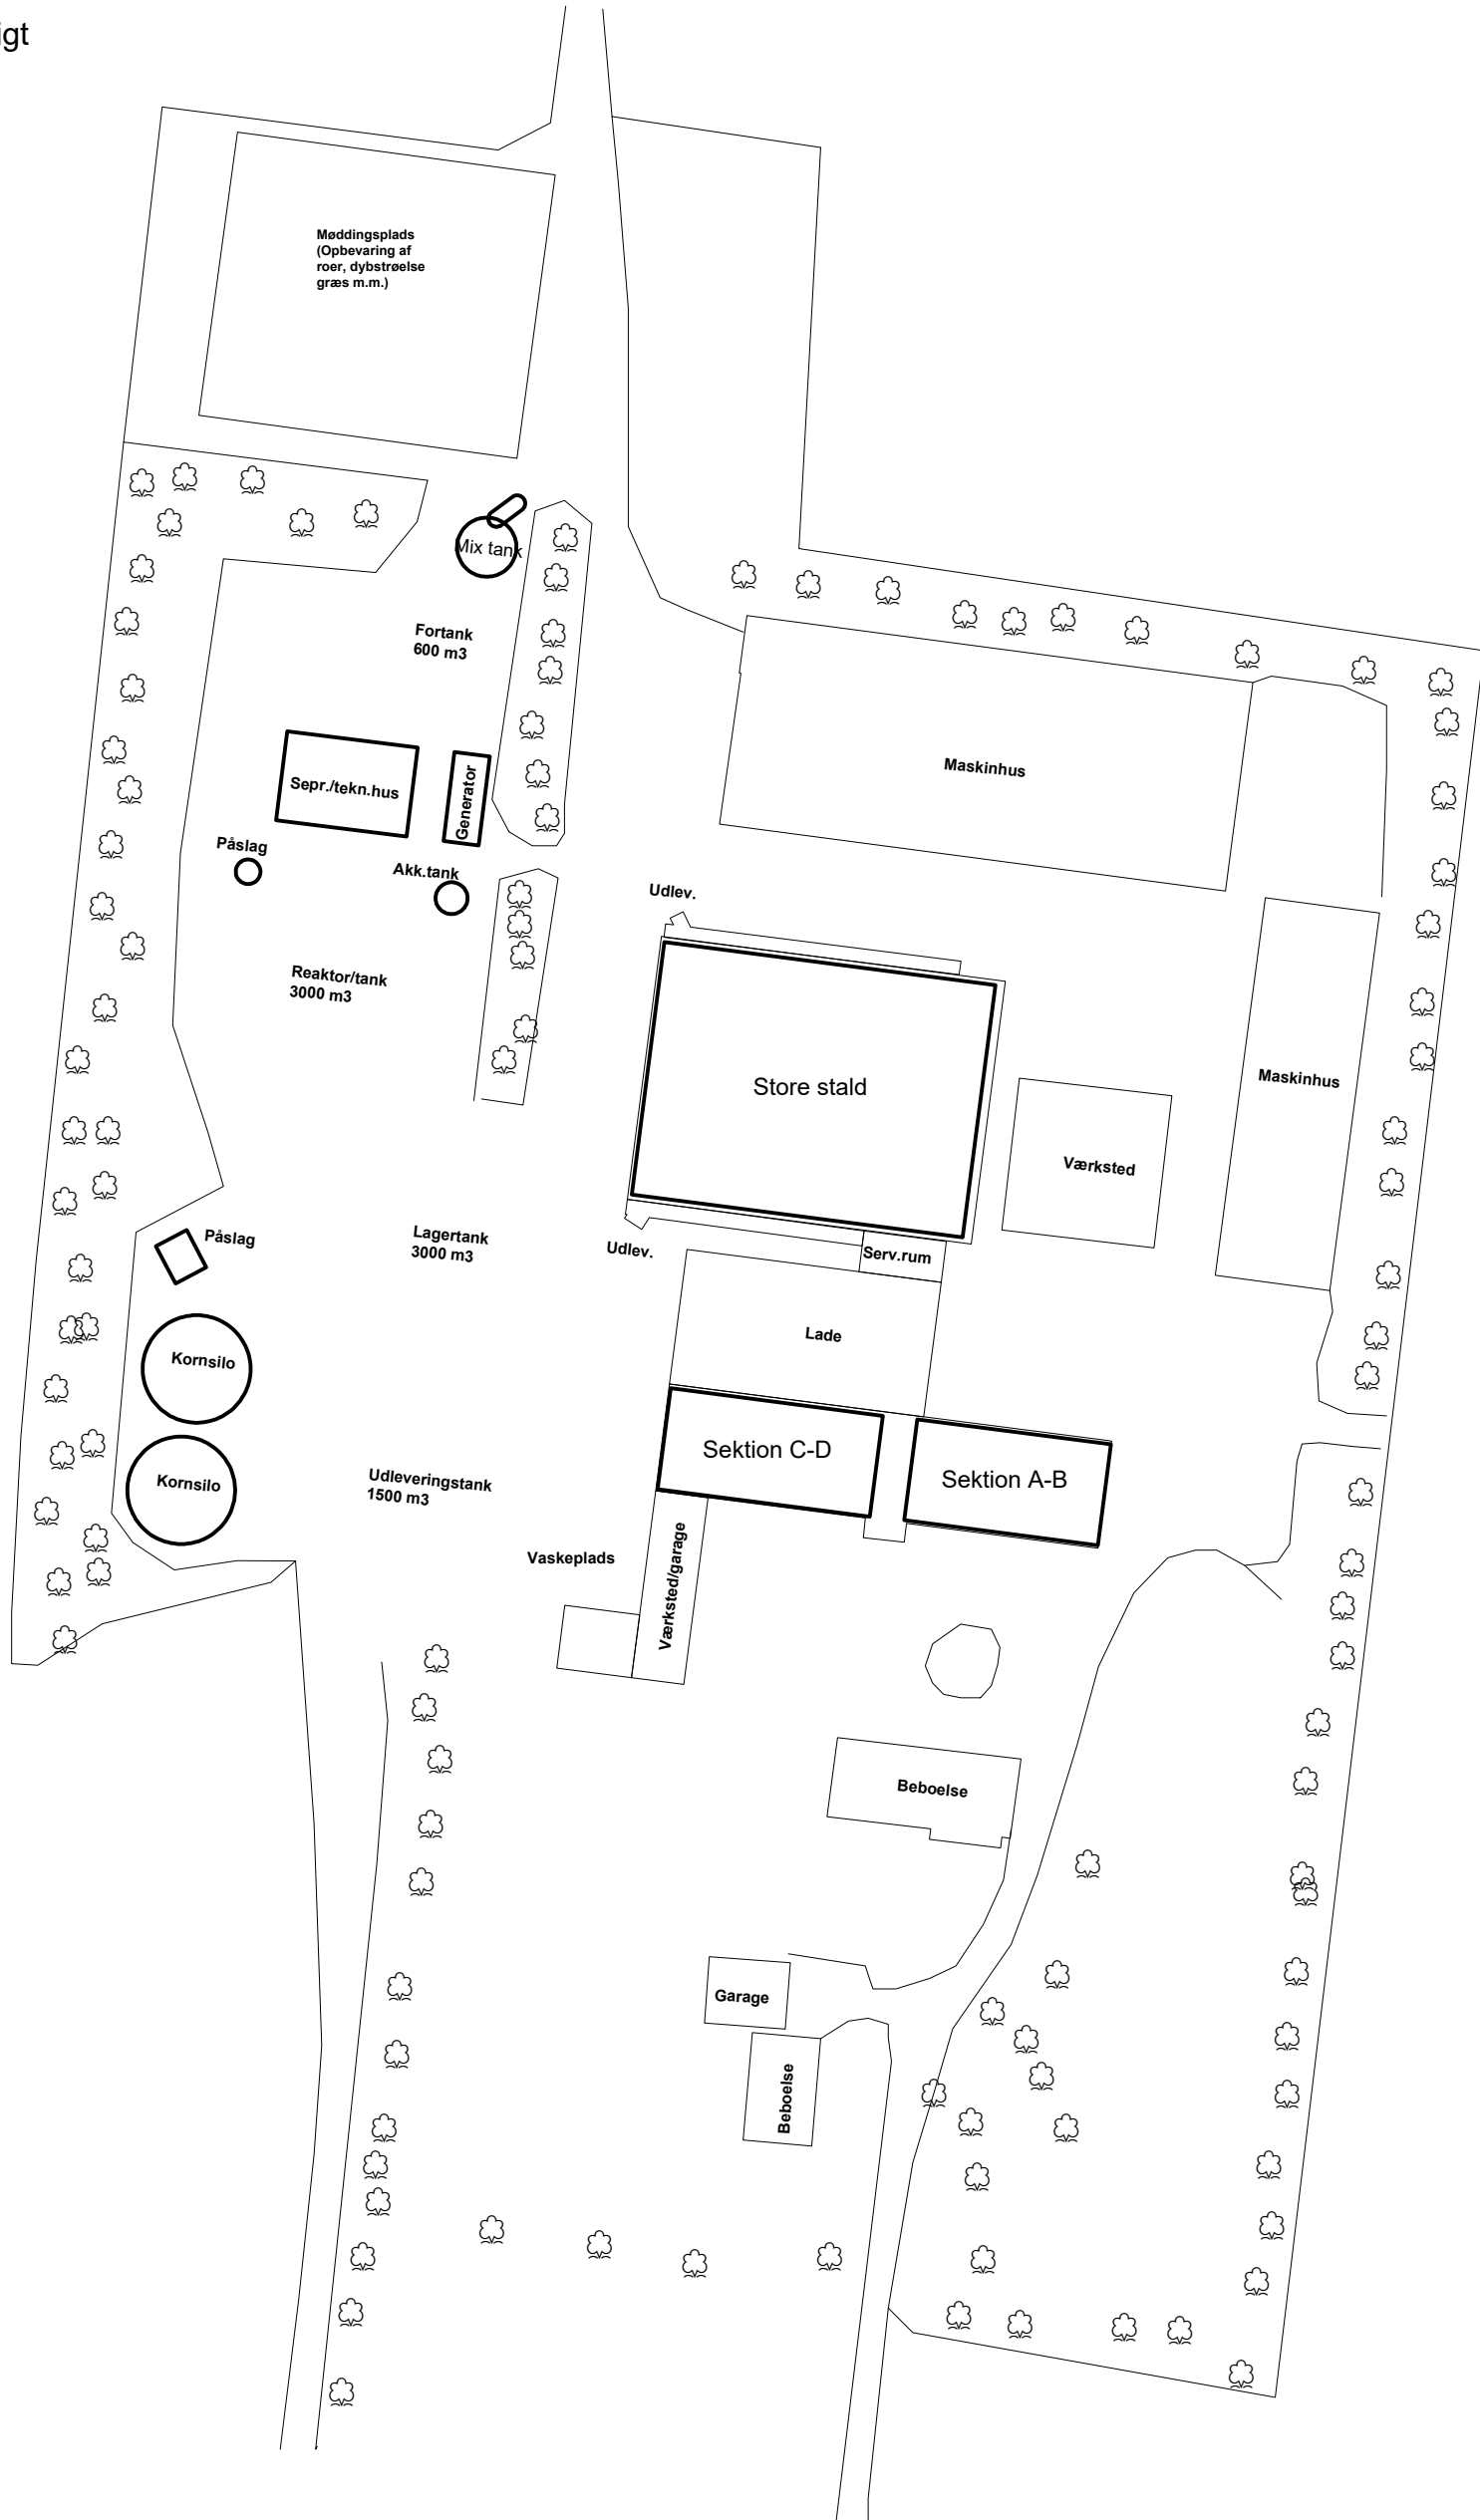 igt
Møddingsplads
(Opbevaring af
roer, dybstrøelse
græs m.m.)
Mix tank
Fortank
600 m3
Sepr./tekn.hus
Generator
Maskinhus
Påslag
Akk.tank
Udlev.
Reaktor/tank
3000 m3
Store stald
Maskinhus
Værksted
Påslag
Lagertank
3000 m3
Udlev.
Serv.rum
Lade
Kornsilo
Sektion C-D
Sektion A-B
Kornsilo
Udleveringstank
1500 m3
Vaskeplads
Værksted/garage
Beboelse
Garage
Beboelse